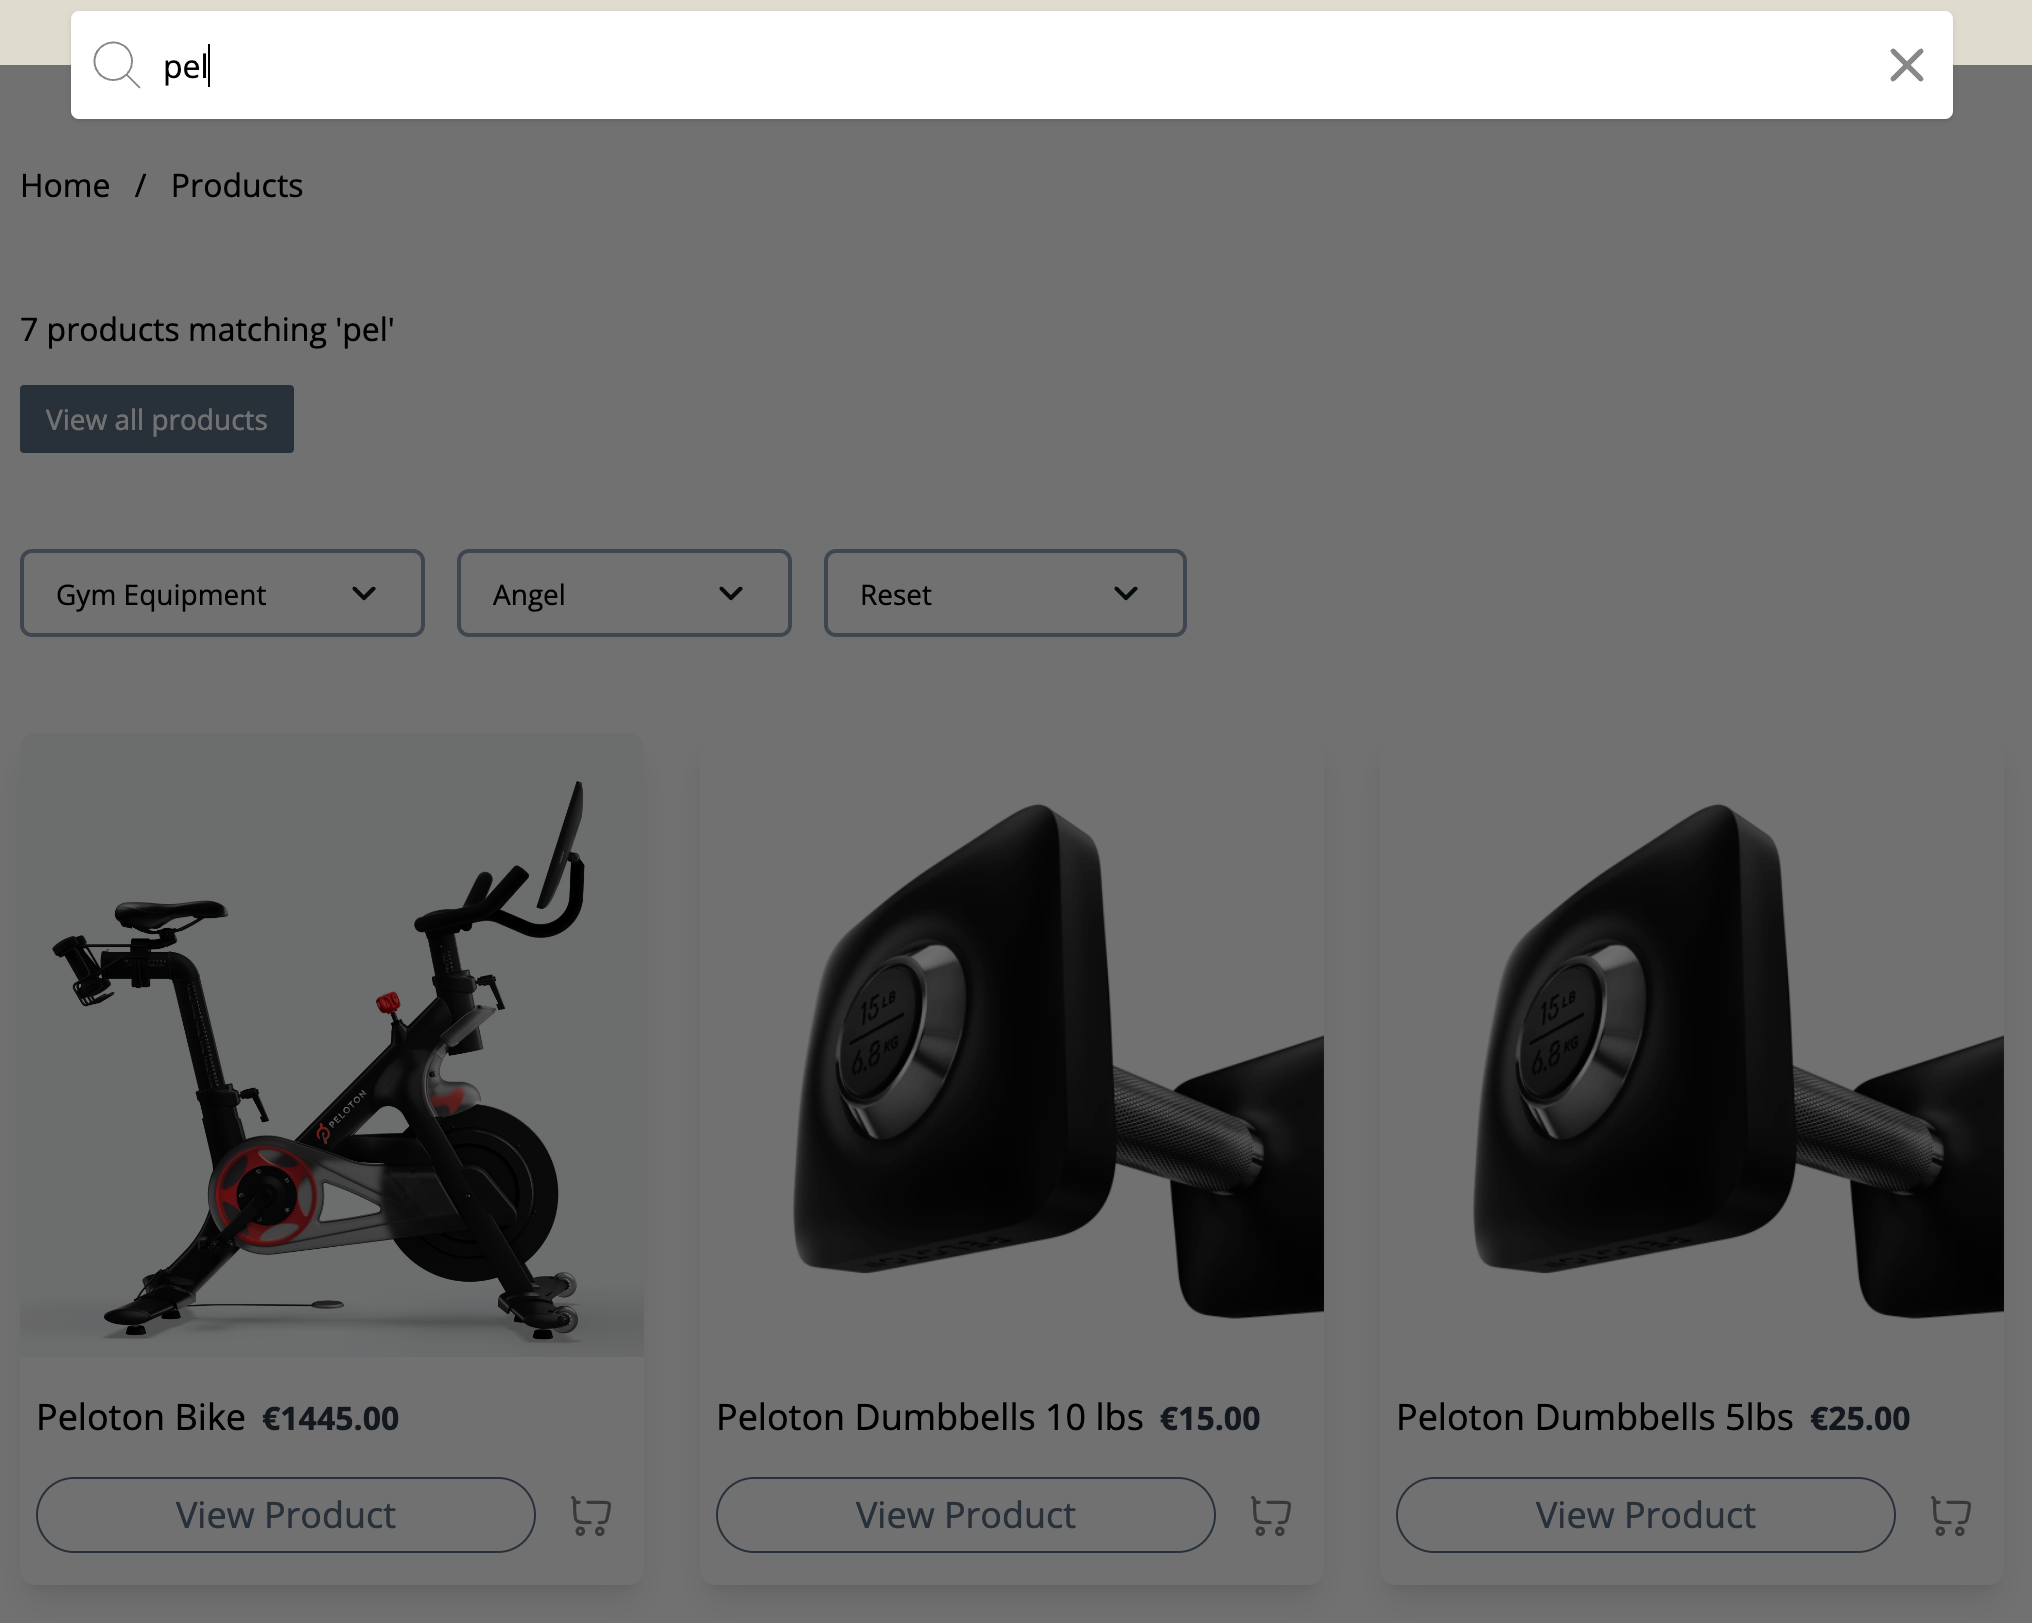 pel
Home / Products
7 products matching 'pel'
View all products
Gym Equipment
Angel
Reset
PELOTON
15 LB
6.8 KG
15 LB
6.8 KG
Peloton Bike €1445.00
Peloton Dumbbells 10 lbs €15.00
Peloton Dumbbells 5lbs €25.00
View Product
View Product
View Product